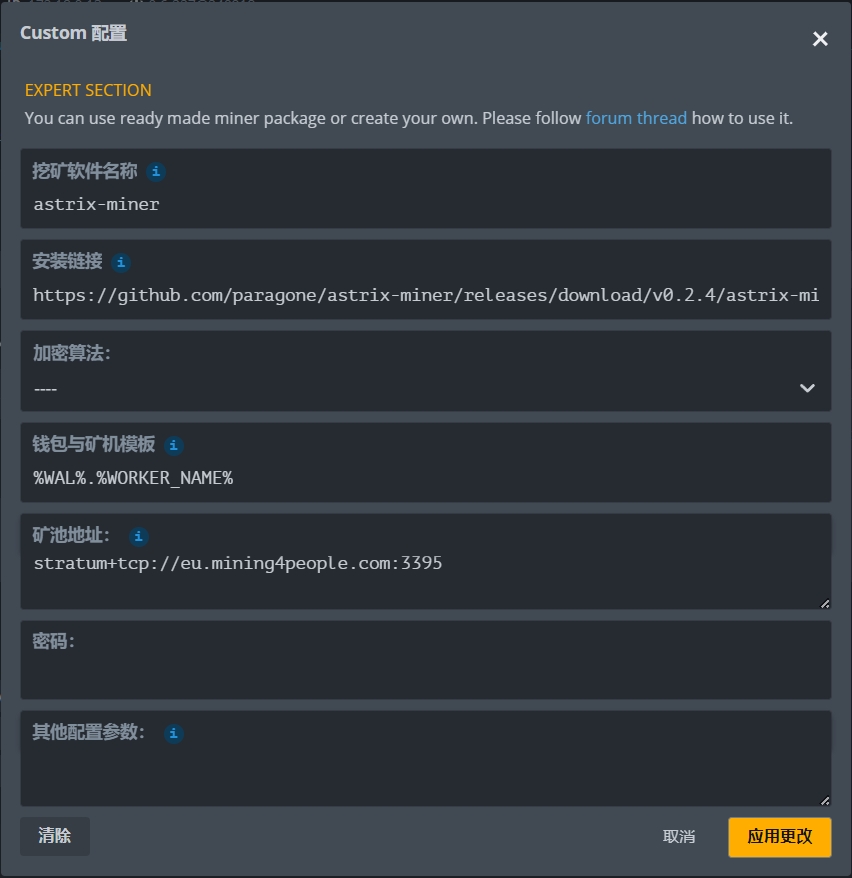 Custom 配置
EXPERT SECTION
You can use ready made miner package or create your own. Please follow forum thread how to use it.
挖矿软件名称
astrix-miner
安装链接
https://github.com/paragone/astrix-miner/releases/download/v0.2.4/astrix-mi
加密算法:
----
钱包与矿机模板
%WAL%.%WORKER_NAME%
矿池地址:
stratum+tcp://eu.mining4people.com:3395
密码:
其他配置参数:
清除
取消
应用更改